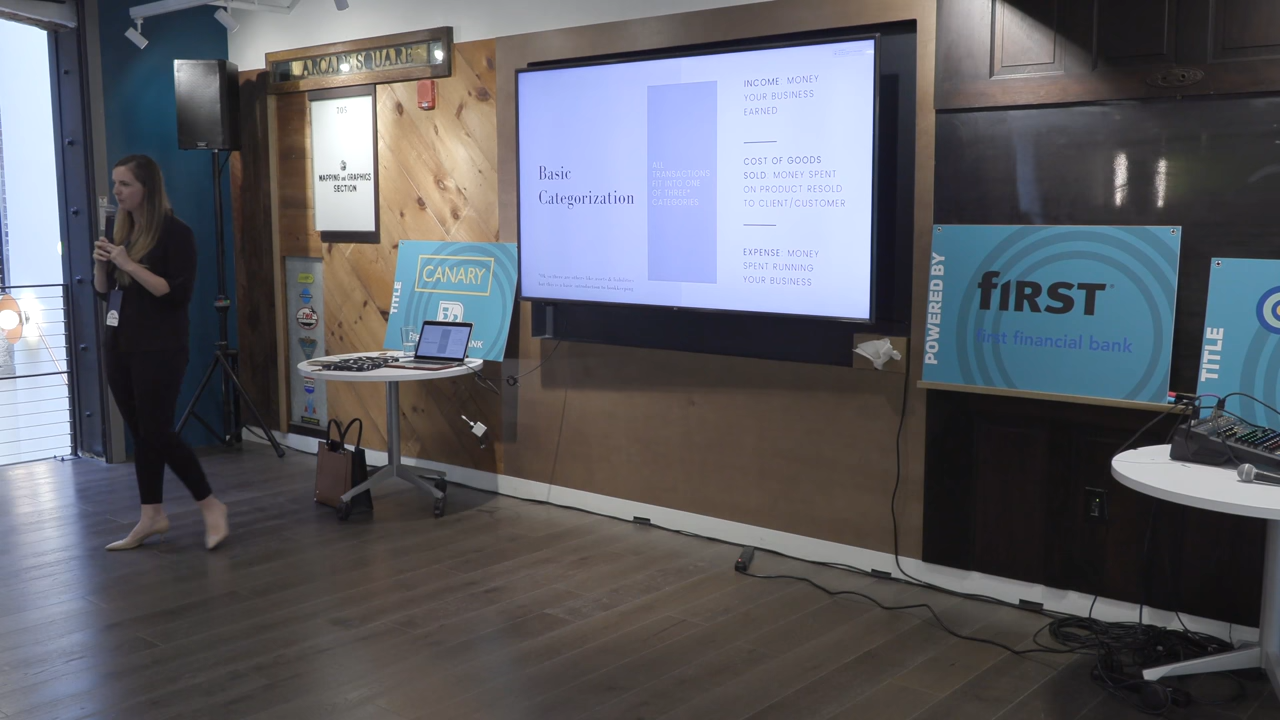 ARCADE SQUARE
703
MAPPING and GRAPHICS
SECTION
TITLE
CANARY
Basic
Categorization
ALL
TRANSACTIONS
FIT INTO ONE
OF THREE*
CATEGORIES
INCOME: MONEY
YOUR BUSINESS
EARNED
COST OF GOODS
SOLD: MONEY SPENT
ON PRODUCT RESOLD
TO CLIENT/CUSTOMER
EXPENSE: MONEY
SPENT RUNNING
YOUR BUSINESS
POWERED BY
fiRST
first financial bank
TITLE